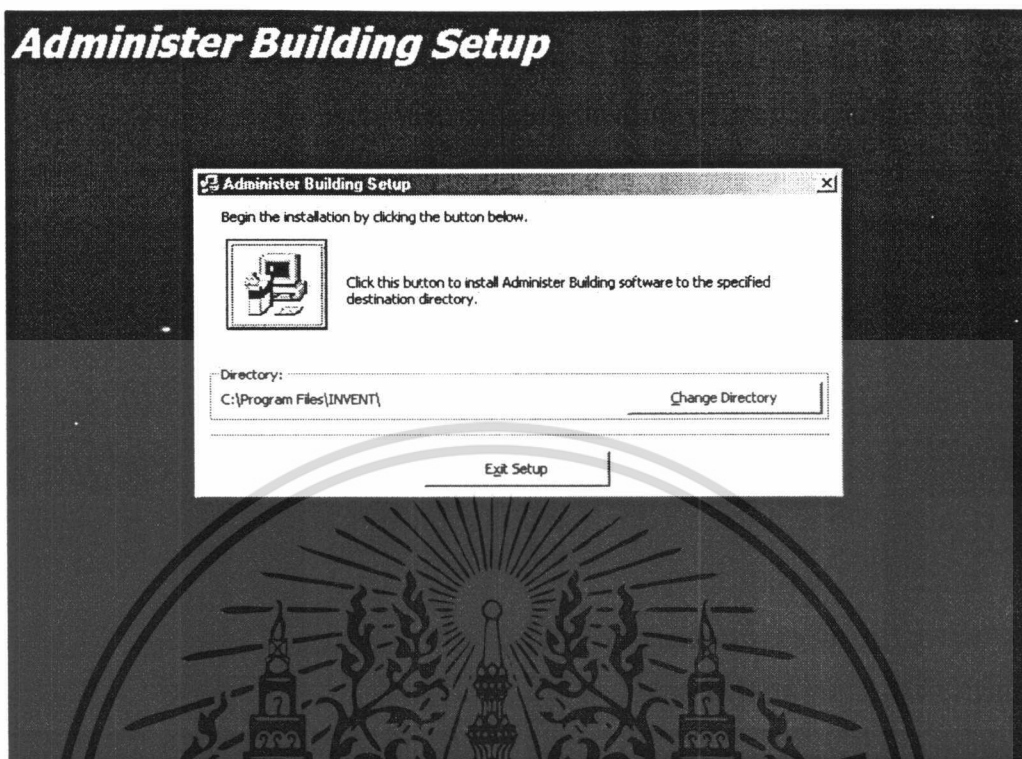 Administer Building Setup
Administer Building Setup
Begin the installation by clicking the button below.
Click this button to install Administer Building software to the specified
destination directory.
Directory:
C:\Program Files\INVENT\
Change Directory
Exit Setup